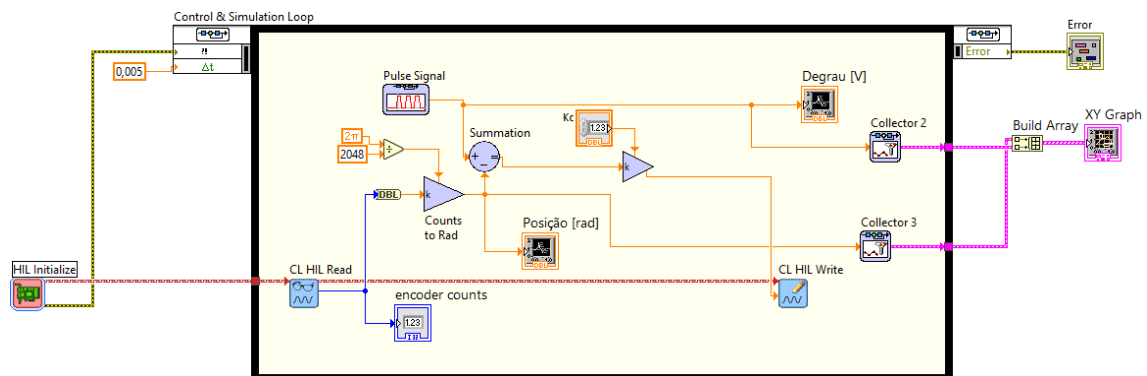 Control & Simulation Loop
?!
Δt
0,005
Error
Error
Pulse Signal
Degrau [V]
DBL
Kc
1.23
DBL
Collector 2
XY Graph
Build Array
2π
2048
÷
Summation
+
-
=
k
DBL
k
Counts
to Rad
Posição [rad]
DBL
Collector 3
HIL Initialize
CL HIL Read
CL HIL Write
encoder counts
1.23
I32